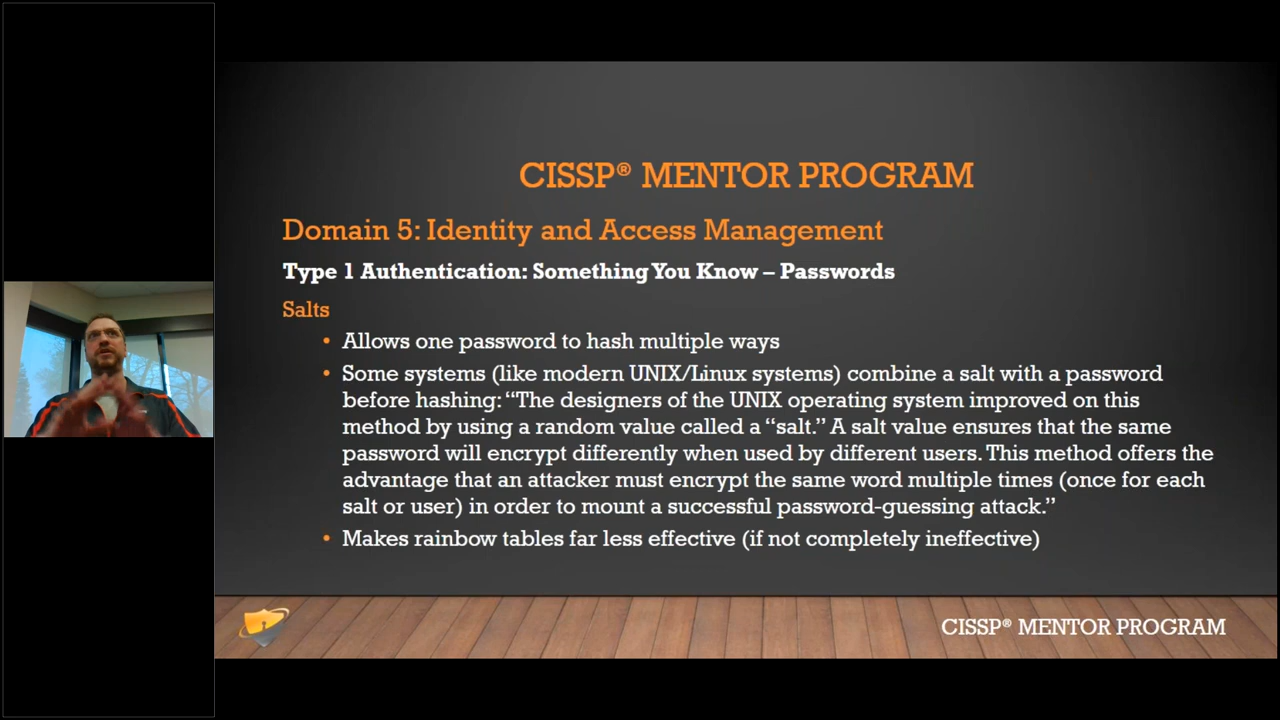 CISSP® MENTOR PROGRAM
Domain 5: Identity and Access Management
Type 1 Authentication: Something You Know – Passwords
Salts
• Allows one password to hash multiple ways
• Some systems (like modern UNIX/Linux systems) combine a salt with a password
before hashing: “The designers of the UNIX operating system improved on this
method by using a random value called a “salt.” A salt value ensures that the same
password will encrypt differently when used by different users. This method offers the
advantage that an attacker must encrypt the same word multiple times (once for each
salt or user) in order to mount a successful password-guessing attack.”
• Makes rainbow tables far less effective (if not completely ineffective)
CISSP® MENTOR PROGRAM